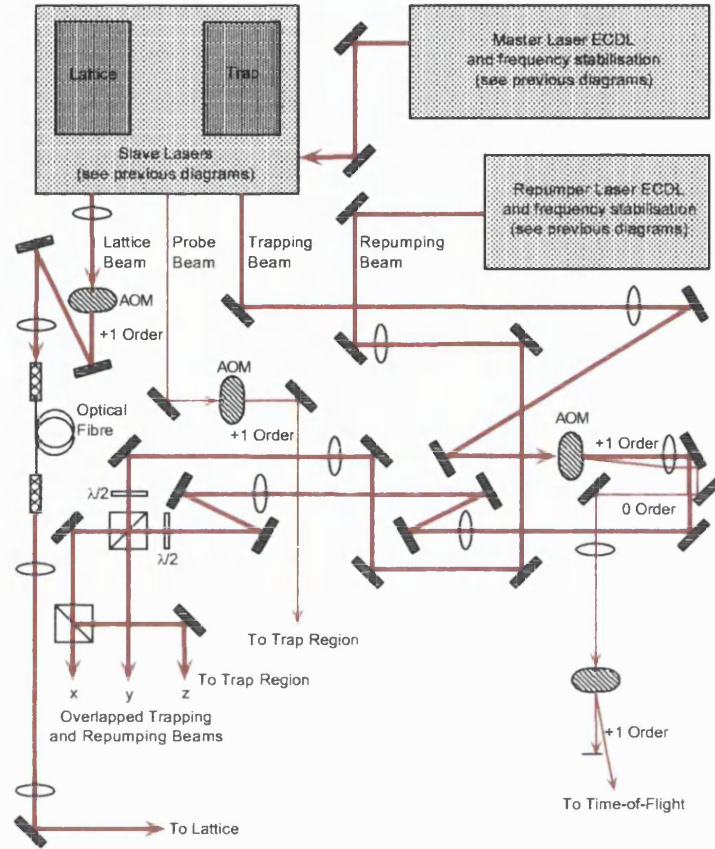 Lattice
Trap
Slave Lasers
(see previous diagrams)
Master Laser ECDL
and frequency stabilisation
(see previous diagrams)
Repumper Laser ECDL
and frequency stabilisation
(see previous diagrams)
Lattice
Beam
Probe
Beam
Trapping
Beam
Repumping
Beam
AOM
+1 Order
AOM
+1 Order
Optical
Fibre
AOM
+1 Order
0 Order
λ/2
λ/2
To Trap Region
x
y
z
To Trap Region
Overlapped Trapping
and Repumping Beams
+1 Order
To Time-of-Flight
To Lattice